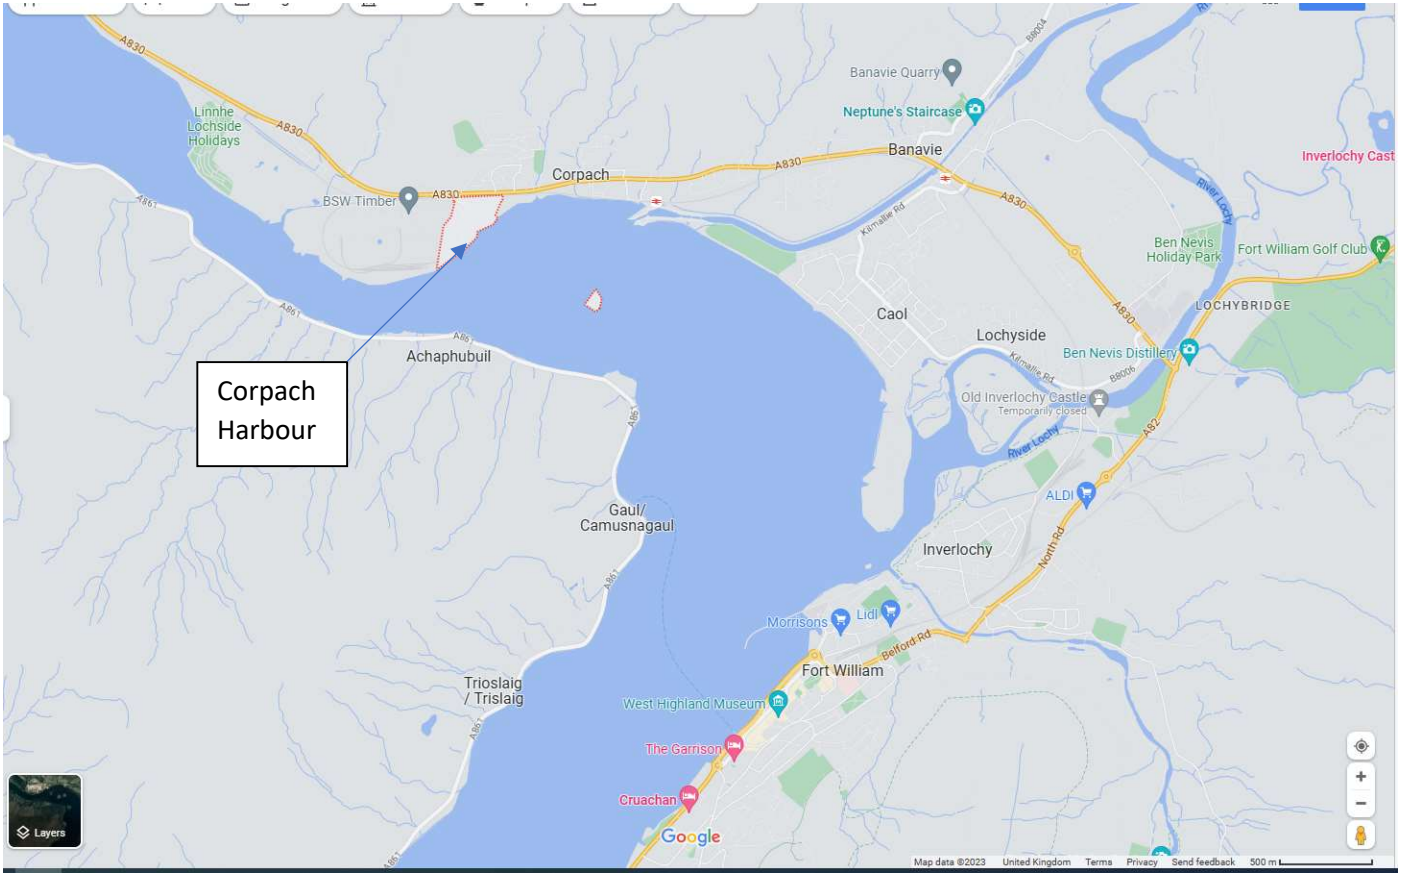 A830
B8004
Banavie Quarry
Neptune's Staircase
Linnhe
Lochside
Holidays
A830
Banavie
A830
Inverlochy Cast
Corpach
A830
BSW Timber
A861
River Lochy
A830
Kilmallie Rd
Ben Nevis
Holiday Park
Fort William Golf Club
A861
LOCHYBRIDGE
A830
Caol
Lochyside
A861
Achaphubuil
Ben Nevis Distillery
Kilmallie Rd
B8006
Corpach
Harbour
Old Inverlochy Castle
Temporarily closed
A861
A82
River Lochy
ALDI
Gaul/
Camusnagaul
North Rd
Inverlochy
A861
Morrisons
Lidl
Belford Rd
Fort William
Trioslaig
/ Trislaig
West Highland Museum
A861
The Garrison
Cruachan
Layers
Google
A861
Map data ©2023 United Kingdom Terms Privacy Send feedback 500 m